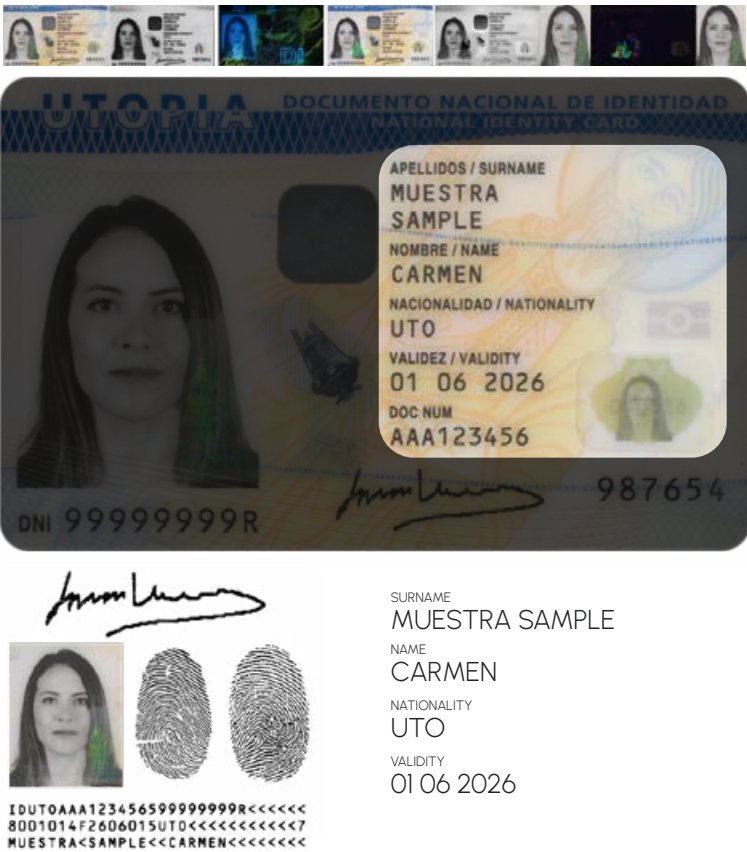 UTOPIA DOCUMENTO NACIONAL DE IDENTIDAD
NATIONAL IDENTITY CARD
APELLIDOS / SURNAME
MUESTRA
SAMPLE
NOMBRE / NAME
CARMEN
NACIONALIDAD / NATIONALITY
UTO
VALIDEZ / VALIDITY
01 06 2026
DOC NUM
AAA123456
987654
DNI 99999999R
SURNAME
MUESTRA SAMPLE
NAME
CARMEN
NATIONALITY
UTO
VALIDITY
01 06 2026
IDUTOAAA1234565999999999R<<<<<<
8001014F2606015UTO<<<<<<<<<<<7
MUESTRA<SAMPLE<<CARMEN<<<<<<<<